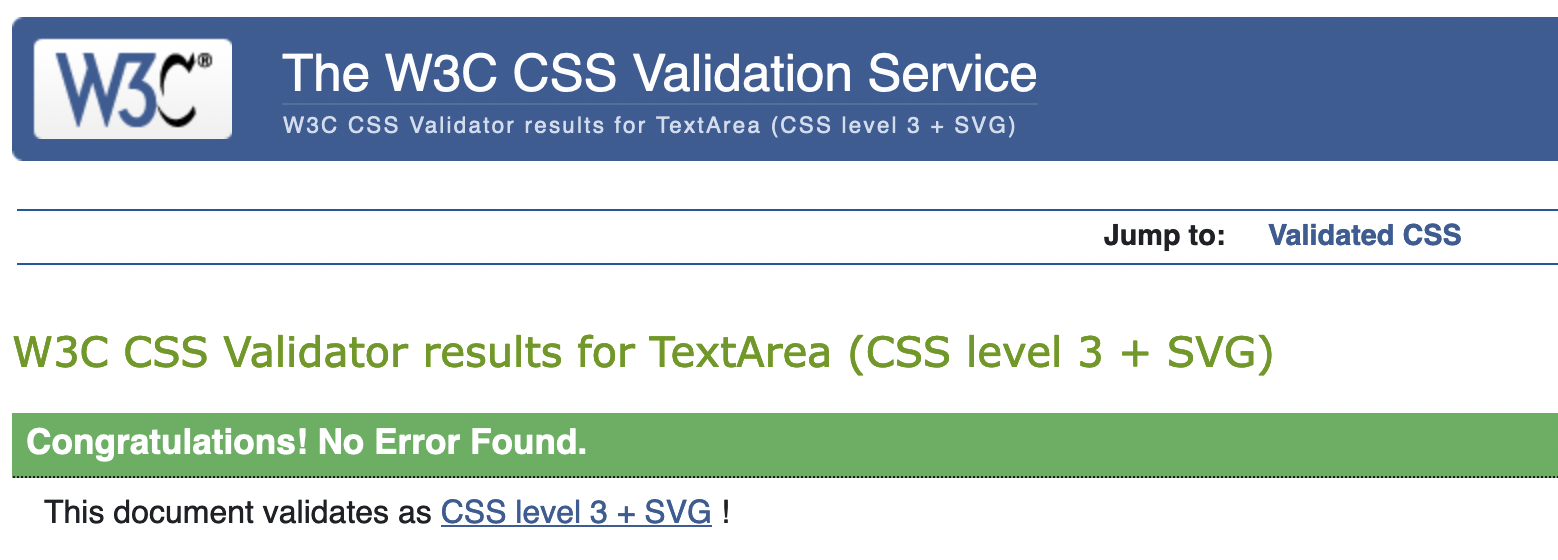 W3C®
The W3C CSS Validation Service
W3C CSS Validator results for TextArea (CSS level 3 + SVG)
Jump to: Validated CSS
W3C CSS Validator results for TextArea (CSS level 3 + SVG)
Congratulations! No Error Found.
This document validates as CSS level 3 + SVG !